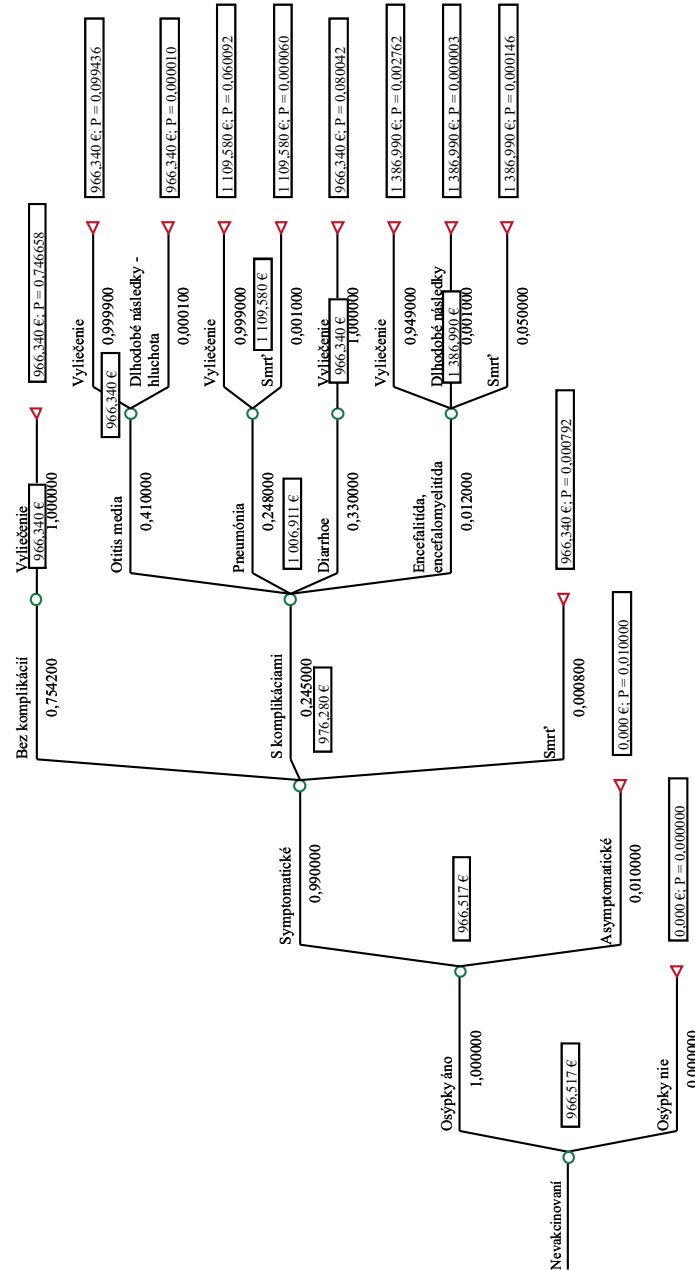 Bez komplikácií
0,754200
Vyliečenie
966,340 €
1,000000
966,340 €; P = 0,746658
Otitis media
0,410000
966,340 €
Vyliečenie
0,999900
966,340 €; P = 0,099436
Dlhodobé následky -
hluchota
0,000100
966,340 €; P = 0,000010
Pneumónia
0,248000
1 109,580 €
Vyliečenie
0,999000
1 109,580 €; P = 0,060092
Smrť
0,001000
1 109,580 €; P = 0,000060
S komplikáciami
0,245000
976,280 €
1 006,911 €
Diarrhoe
0,330000
Vyliečenie
966,340 €
1,000000
966,340 €; P = 0,080042
Encefalitída,
encefalomyelitída
0,012000
Vyliečenie
0,949000
1 386,990 €; P = 0,002762
Dlhodobé následky
1 386,990 €
0,001000
1 386,990 €; P = 0,000003
Smrť
0,050000
1 386,990 €; P = 0,000146
Symptomatické
0,990000
Smrť
0,000800
966,340 €; P = 0,000792
Osýpky áno
1,000000
966,517 €
Asymptomatické
0,010000
0,000 €; P = 0,010000
Nevakcinovaní
966,517 €
Osýpky nie
0,000000
0,000 €; P = 0,000000